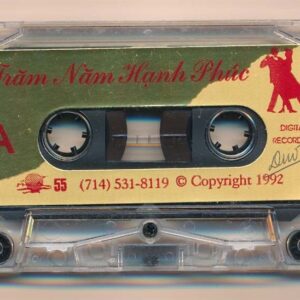 Trăm Năm Hạnh Phúc
A
DIGITAL
RECORD
55 (714) 531-8119 © Copyright 1992